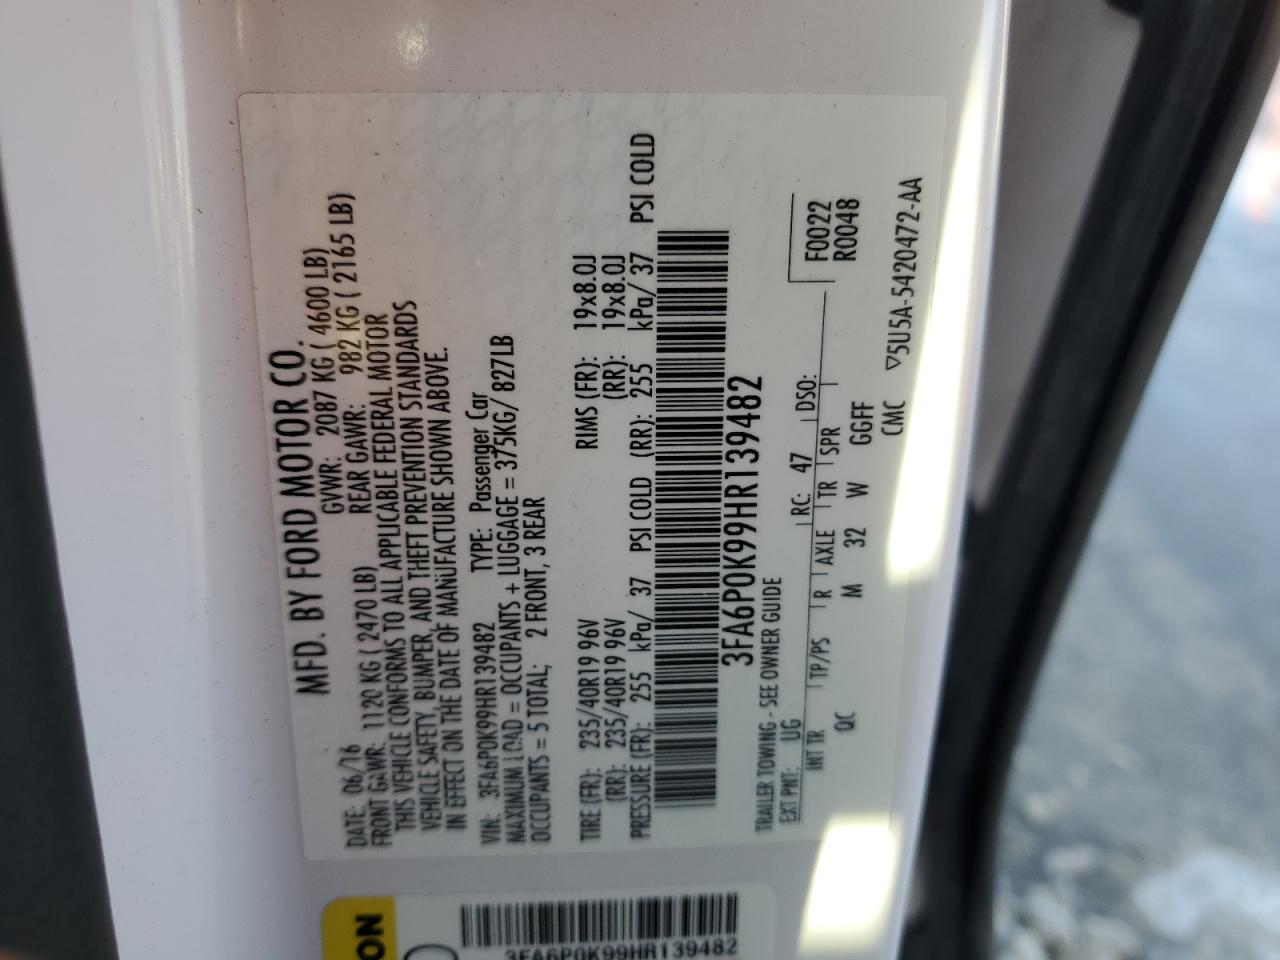 MFD. BY FORD MOTOR CO.
DATE: 06/16 GVWR: 2087 KG ( 4600 LB)
FRONT GAWR: 1120 KG ( 2470 LB) REAR GAWR: 982 KG ( 2165 LB)
THIS VEHICLE CONFORMS TO ALL APPLICABLE FEDERAL MOTOR
VEHICLE SAFETY, BUMPER, AND THEFT PREVENTION STANDARDS
IN EFFECT ON THE DATE OF MANUFACTURE SHOWN ABOVE.
VIN: 3FA6P0K99HR139482 TYPE: Passenger Car
MAXIMUM LOAD = OCCUPANTS + LUGGAGE = 375KG/ 827LB
OCCUPANTS = 5 TOTAL; 2 FRONT, 3 REAR
TIRE (FR): 235/40R19 96V RIMS (FR): 19x8.0J
(RR): 235/40R19 96V (RR): 19x8.0J
PRESSURE (FR): 255 kPa/ 37 PSI COLD (RR): 255 kPa/ 37 PSI COLD
3FA6P0K99HR139482
TRAILER TOWING - SEE OWNER GUIDE
EXT PNT: UG RC: 47 DSO:
F0022
R0048
INT TR TP/PS R AXLE TR SPR
QC M 32 W GGFF
CMC ▽5U5A-5420472-AA
ON
3FA6P0K99HR139482